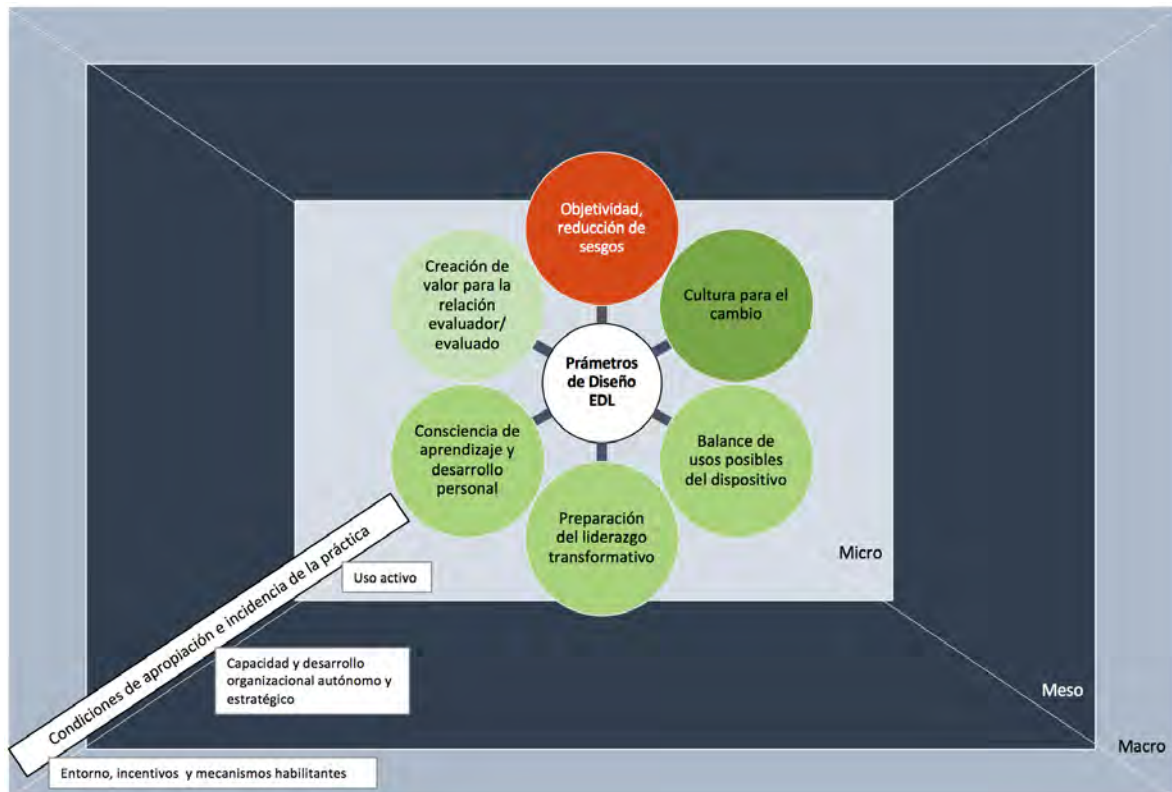 Objetividad,
reducción de
sesgos
Creación de
valor para la
relación
evaluador/
evaluado
Cultura para el
cambio
Prámetros
de Diseño
EDL
Consciencia de
aprendizaje y
desarrollo
personal
Balance de
usos posibles
del dispositivo
Preparación
del liderazgo
transformativo
Micro
Condiciones de apropiación e incidencia de la práctica
Uso activo
Capacidad y desarrollo
organizacional autónomo y
estratégico
Meso
Macro
Entorno, incentivos y mecanismos habilitantes